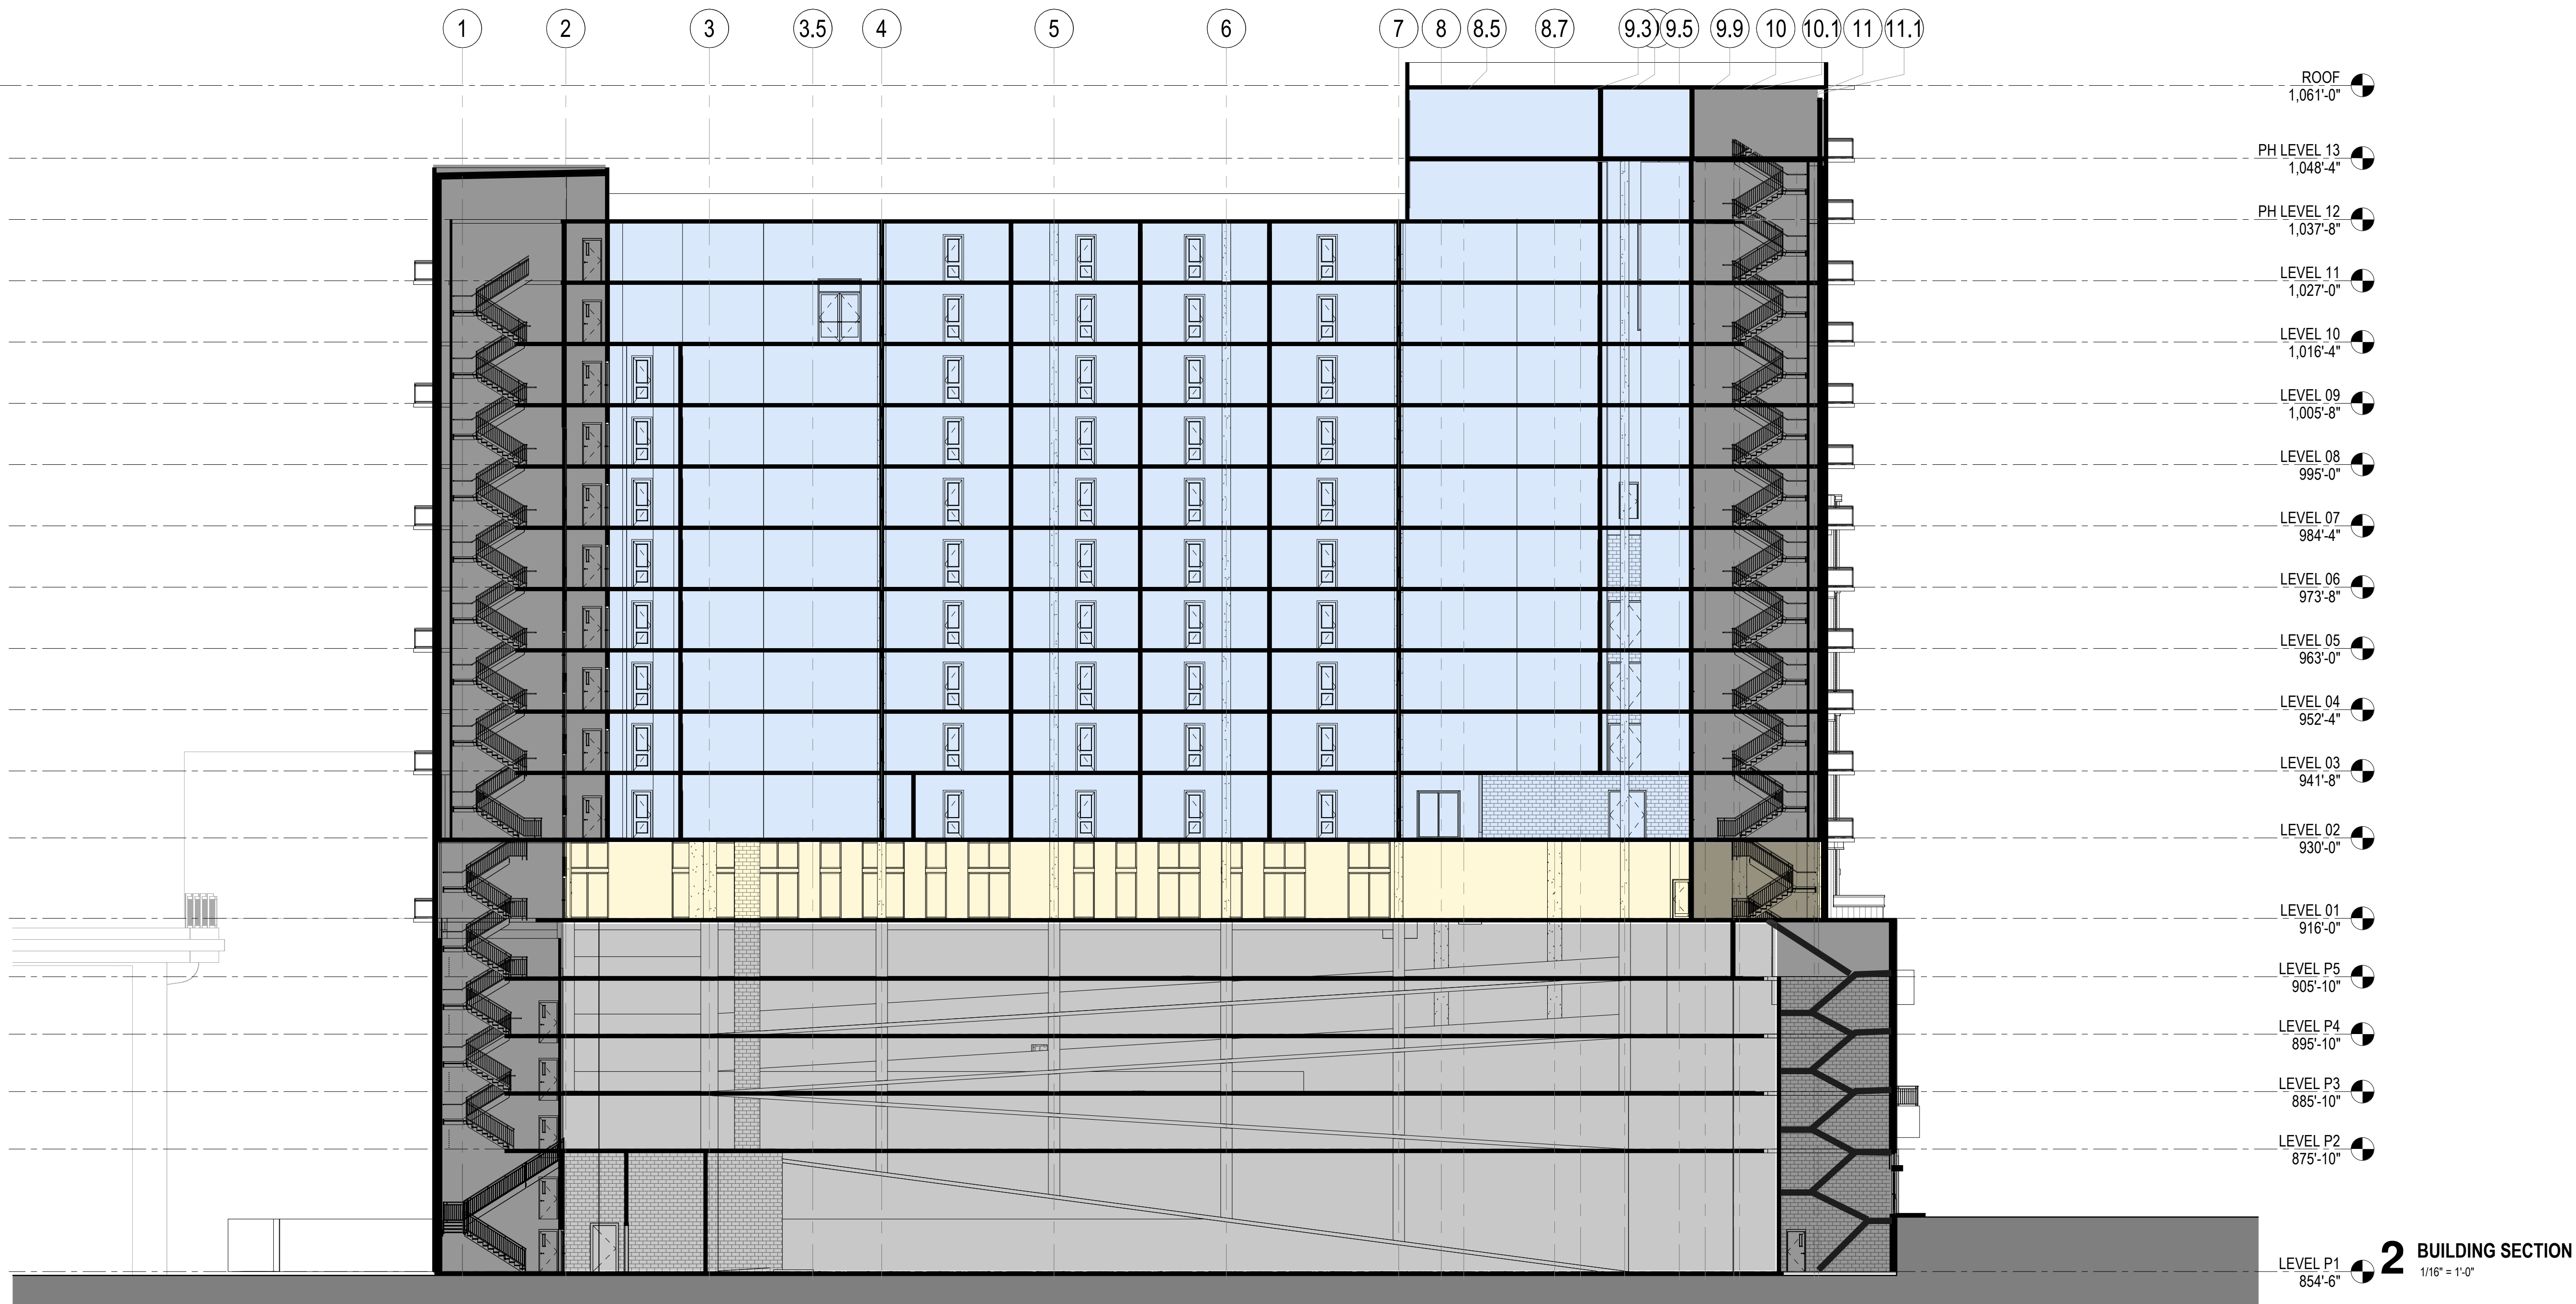 1 2 3 3.5 4 5 6 7 8 8.5 8.7 9.3 9.5 9.9 10 10.1 11 11.1
ROOF
1,061'-0"
PH LEVEL 13
1,048'-4"
PH LEVEL 12
1,037'-8"
LEVEL 11
1,027'-0"
LEVEL 10
1,016'-4"
LEVEL 09
1,005'-8"
LEVEL 08
995'-0"
LEVEL 07
984'-4"
LEVEL 06
973'-8"
LEVEL 05
963'-0"
LEVEL 04
952'-4"
LEVEL 03
941'-8"
LEVEL 02
930'-0"
LEVEL 01
916'-0"
LEVEL P5
905'-10"
LEVEL P4
895'-10"
LEVEL P3
885'-10"
LEVEL P2
875'-10"
LEVEL P1
854'-6"
2 BUILDING SECTION
1/16" = 1'-0"